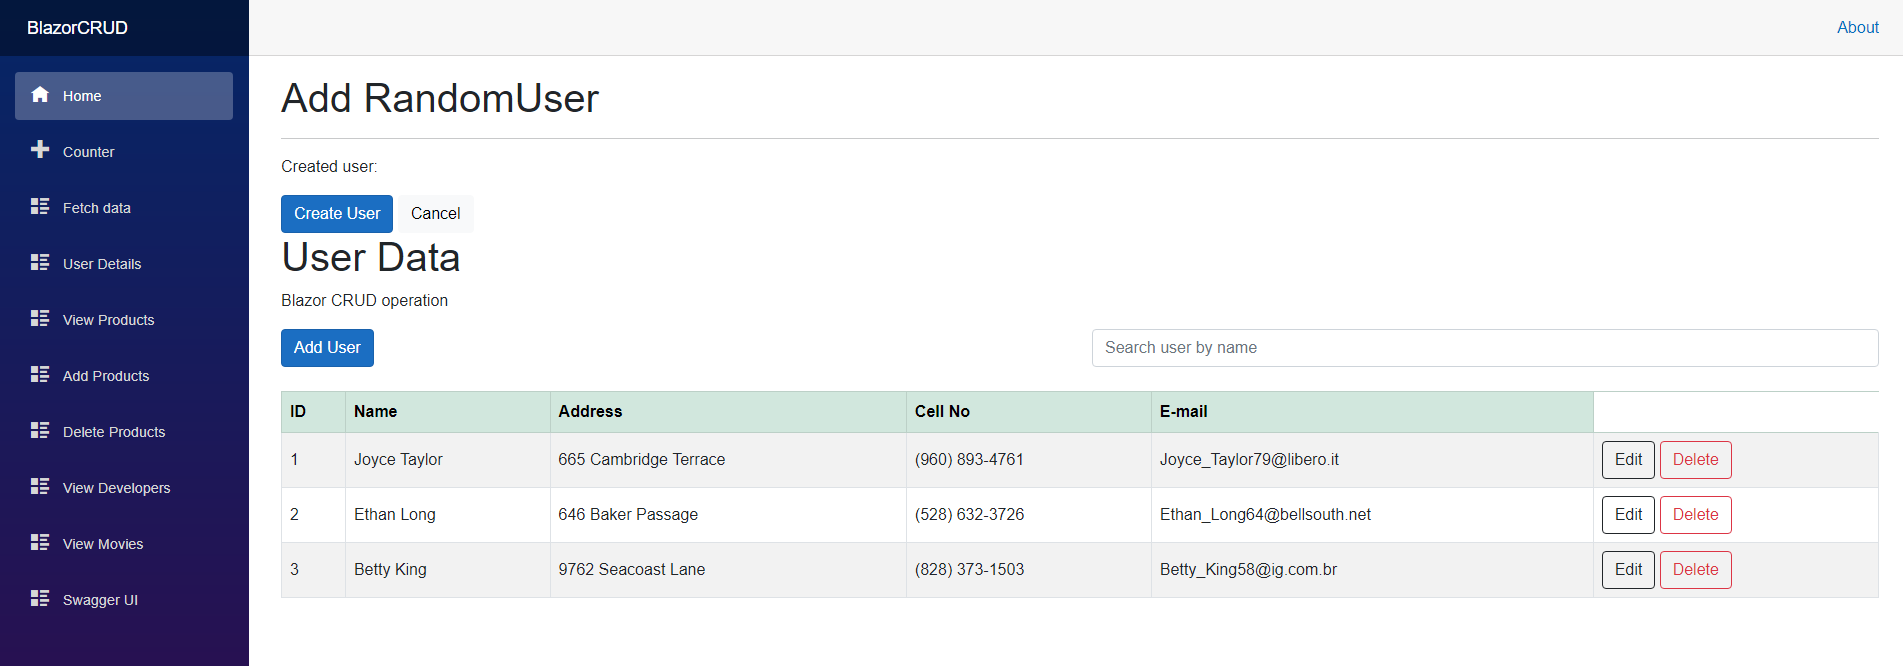 BlazorCRUD
About
Home
Counter
Fetch data
User Details
View Products
Add Products
Delete Products
View Developers
View Movies
Swagger UI
Add RandomUser
Created user:
Create User Cancel
User Data
Blazor CRUD operation
Add User Search user by name
ID Name Address Cell No E-mail
1 Joyce Taylor 665 Cambridge Terrace (960) 893-4761 Joyce_Taylor79@libero.it Edit Delete
2 Ethan Long 646 Baker Passage (528) 632-3726 Ethan_Long64@bellsouth.net Edit Delete
3 Betty King 9762 Seacoast Lane (828) 373-1503 Betty_King58@ig.com.br Edit Delete